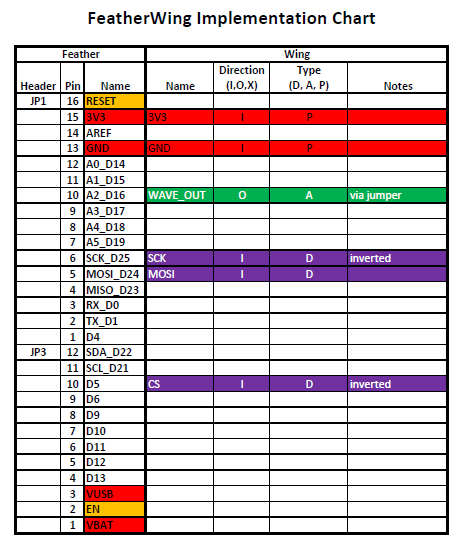 FeatherWing Implementation Chart
Feather Wing
Header Pin Name Name Direction (I,O,X) Type (D, A, P) Notes
JP1 16 RESET
15 3V3 3V3 I P
14 AREF
13 GND GND I P
12 A0_D14
11 A1_D15
10 A2_D16 WAVE_OUT O A via jumper
9 A3_D17
8 A4_D18
7 A5_D19
6 SCK_D25 SCK I D inverted
5 MOSI_D24 MOSI I D
4 MISO_D23
3 RX_D0
2 TX_D1
1 D4
JP3 12 SDA_D22
11 SCL_D21
10 D5 CS I D inverted
9 D6
8 D9
7 D10
6 D11
5 D12
4 D13
3 VUSB
2 EN
1 VBAT